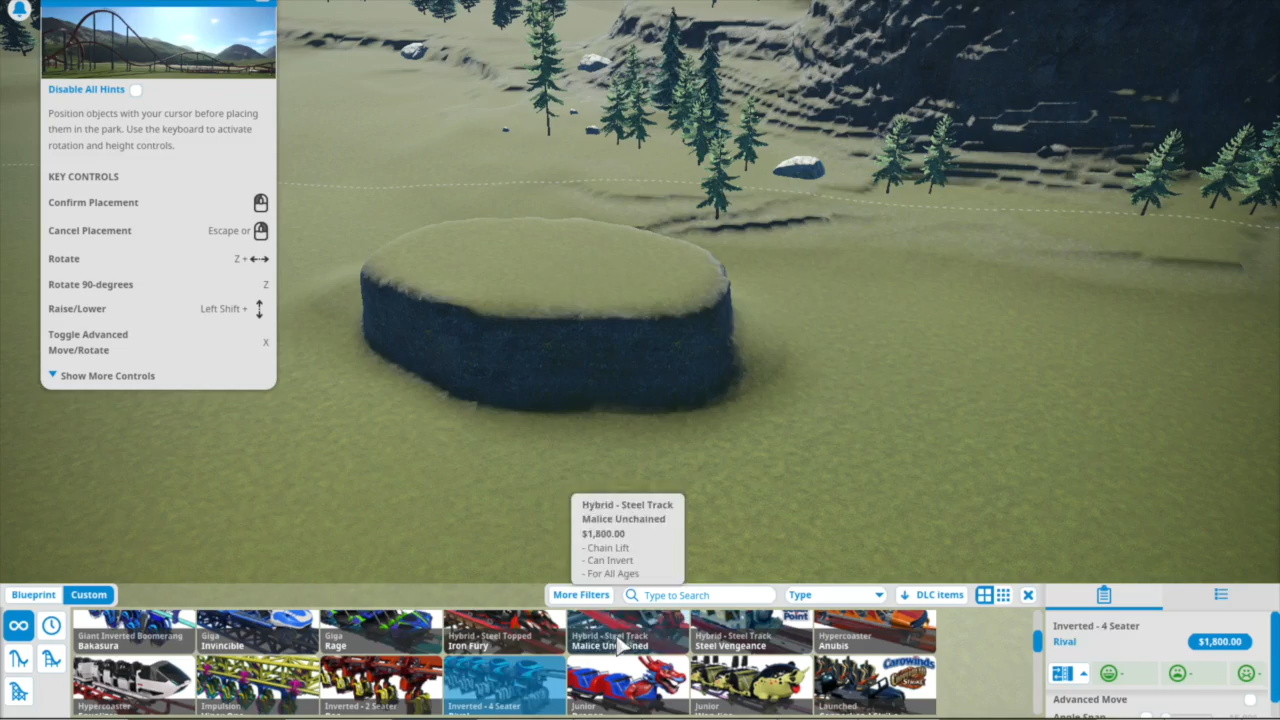 Disable All Hints
Position objects with your cursor before placing
them in the park. Use the keyboard to activate
rotation and height controls.
KEY CONTROLS
Confirm Placement
Cancel Placement Escape or
Rotate Z +
Rotate 90-degrees Z
Raise/Lower Left Shift +
Toggle Advanced
Move/Rotate X
Show More Controls
Hybrid - Steel Track
Malice Unchained
$1,800.00
- Chain Lift
- Can Invert
- For All Ages
Blueprint Custom More Filters Type to Search Type DLC items
Giant Inverted Boomerang
Bakasura
Giga
Invincible
Giga
Rage
Hybrid - Steel Topped
Iron Fury
Hybrid - Steel Track
Malice Unchained
Hybrid - Steel Track
Steel Vengeance
Point
Hypercoaster
Anubis
Hypercoaster
Impulsion
Inverted - 2 Seater
Inverted - 4 Seater
Rival
Junior
Junior
Carowinds
Launched
Inverted - 4 Seater
Rival $1,800.00
Advanced Move
Angle Snap